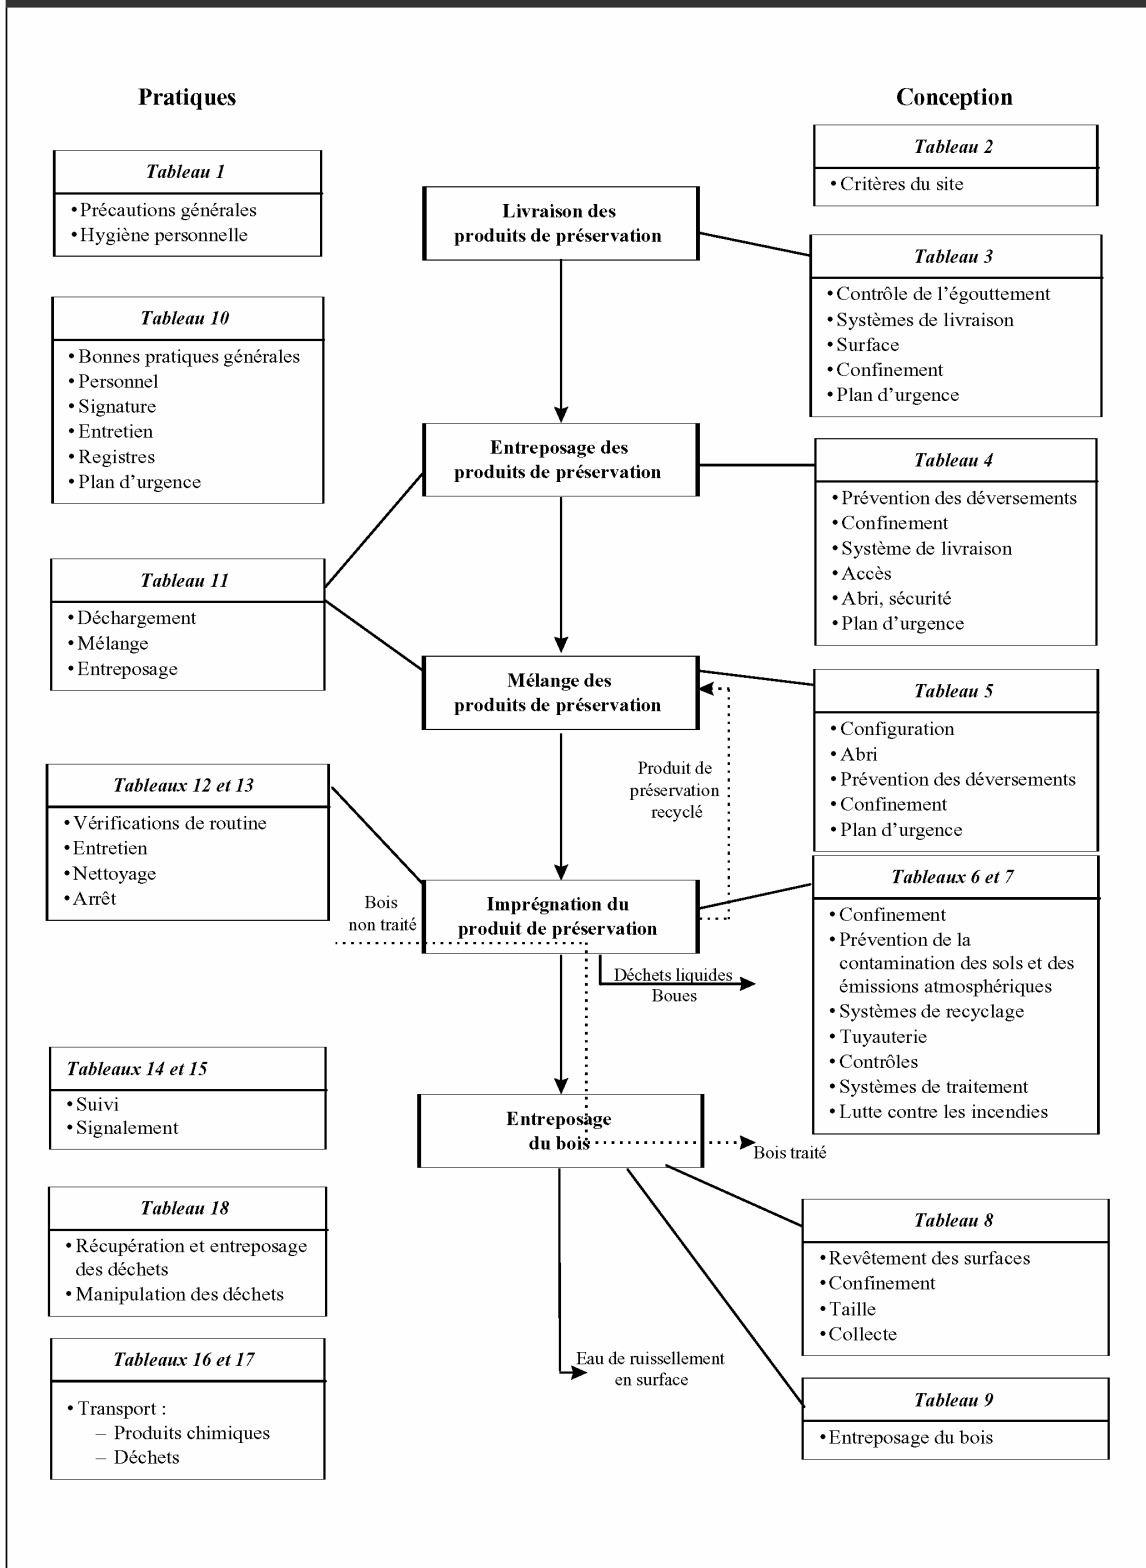 Pratiques
Tableau 1
• Précautions générales
• Hygiène personnelle
Tableau 10
• Bonnes pratiques générales
• Personnel
• Signature
• Entretien
• Registres
• Plan d'urgence
Tableau 11
• Déchargement
• Mélange
• Entreposage
Tableaux 12 et 13
• Vérifications de routine
• Entretien
• Nettoyage
• Arrêt
Tableaux 14 et 15
• Suivi
• Signalement
Tableau 18
• Récupération et entreposage
des déchets
• Manipulation des déchets
Tableaux 16 et 17
• Transport :
– Produits chimiques
– Déchets
Livraison des
produits de préservation
Entreposage des
produits de préservation
Mélange des
produits de préservation
Produit de
préservation
recyclé
Bois
non traité
Imprégnation du
produit de préservation
Déchets liquides
Boues
Entreposage
du bois
Bois traité
Eau de ruissellement
en surface
Conception
Tableau 2
• Critères du site
Tableau 3
• Contrôle de l'égouttement
• Systèmes de livraison
• Surface
• Confinement
• Plan d'urgence
Tableau 4
• Prévention des déversements
• Confinement
• Système de livraison
• Accès
• Abri, sécurité
• Plan d'urgence
Tableau 5
• Configuration
• Abri
• Prévention des déversements
• Confinement
• Plan d'urgence
Tableaux 6 et 7
• Confinement
• Prévention de la
contamination des sols et des
émissions atmosphériques
• Systèmes de recyclage
• Tuyauterie
• Contrôles
• Systèmes de traitement
• Lutte contre les incendies
Tableau 8
• Revêtement des surfaces
• Confinement
• Taille
• Collecte
Tableau 9
• Entreposage du bois